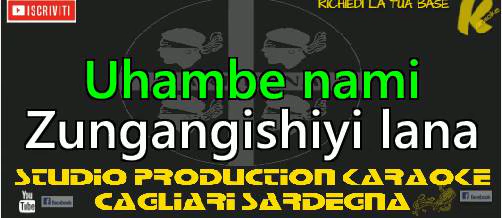 ISCRIVITI
RICHIEDI LA TUA BASE
Uhambe nami
Zungangishiyi lana
STUDIO PRODUCTION KARAOKE
CAGLIARI SARDEGNA
You Tube facebook facebook